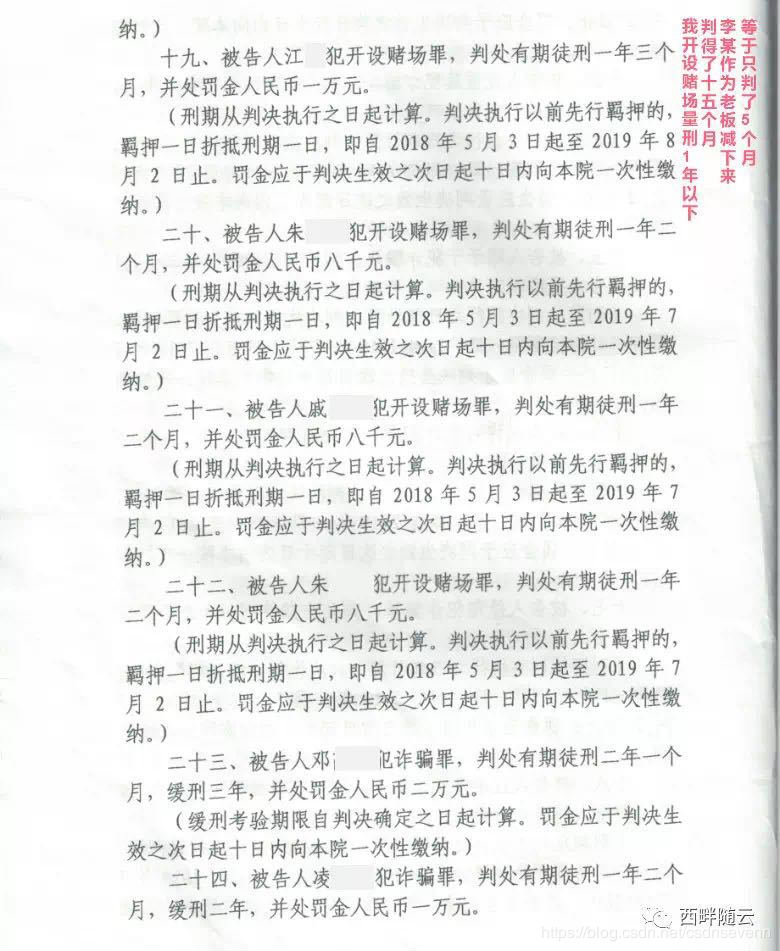 纳。）
十九、被告人江 犯开设赌场罪，判处有期徒刑一年三个
月，并处罚金人民币一万元。
（刑期从判决执行之日起计算。判决执行以前先行羁押的，
羁押一日折抵刑期一日，即自 2018 年 5 月 3 日起至 2019 年 8
月 2 日止。罚金应于判决生效之次日起十日内向本院一次性缴
纳。）
二十、被告人朱 犯开设赌场罪，判处有期徒刑一年二
个月，并处罚金人民币八千元。
（刑期从判决执行之日起计算。判决执行以前先行羁押的，
羁押一日折抵刑期一日，即自 2018 年 5 月 3 日起至 2019 年 7
月 2 日止。罚金应于判决生效之次日起十日内向本院一次性缴
纳。）
二十一、被告人戚 犯开设赌场罪，判处有期徒刑一年
二个月，并处罚金人民币八千元。
（刑期从判决执行之日起计算。判决执行以前先行羁押的，
羁押一日折抵刑期一日，即自 2018 年 5 月 3 日起至 2019 年 7
月 2 日止。罚金应于判决生效之次日起十日内向本院一次性缴
纳。）
二十二、被告人朱 犯开设赌场罪，判处有期徒刑一年
二个月，并处罚金人民币八千元。
（刑期从判决执行之日起计算。判决执行以前先行羁押的，
羁押一日折抵刑期一日，即自 2018 年 5 月 3 日起至 2019 年 7
月 2 日止。罚金应于判决生效之次日起十日内向本院一次性缴
纳。）
二十三、被告人邓 犯诈骗罪，判处有期徒刑二年一个
月，缓刑三年，并处罚金人民币二万元。
（缓刑考验期限自判决确定之日起计算。罚金应于判决生
效之次日起十日内向本院一次性缴纳。）
二十四、被告人凌 犯诈骗罪，判处有期徒刑一年二个
月，缓刑二年，并处罚金人民币一万元。
我开设赌场量刑1年以下
判得了十五个月
李某作为老板减下来
等于只判了5个月
西畔随云
https://blog.csdn.net/csdnsevenn